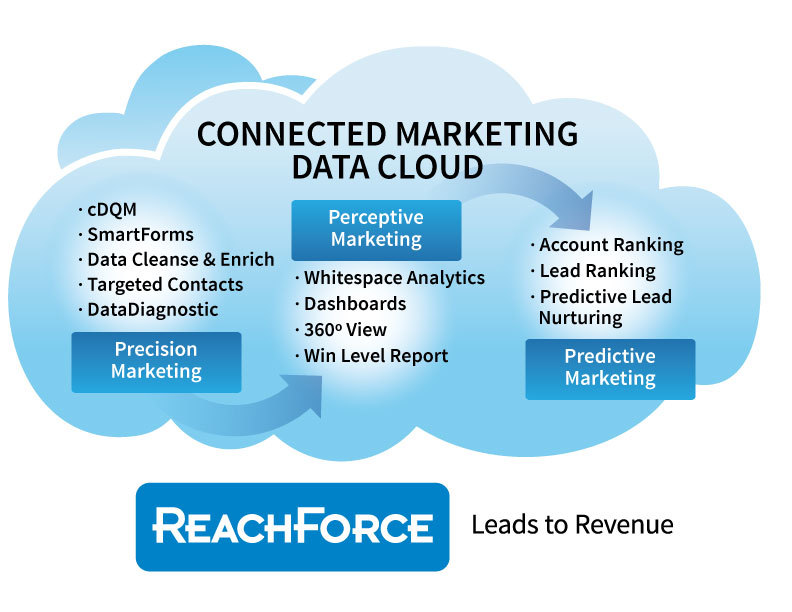 CONNECTED MARKETING
DATA CLOUD
· cDQM
· SmartForms
· Data Cleanse & Enrich
· Targeted Contacts
· DataDiagnostic
Precision
Marketing
Perceptive
Marketing
· Whitespace Analytics
· Dashboards
· 360º View
· Win Level Report
· Account Ranking
· Lead Ranking
· Predictive Lead
Nurturing
Predictive
Marketing
REACHFORCE
Leads to Revenue